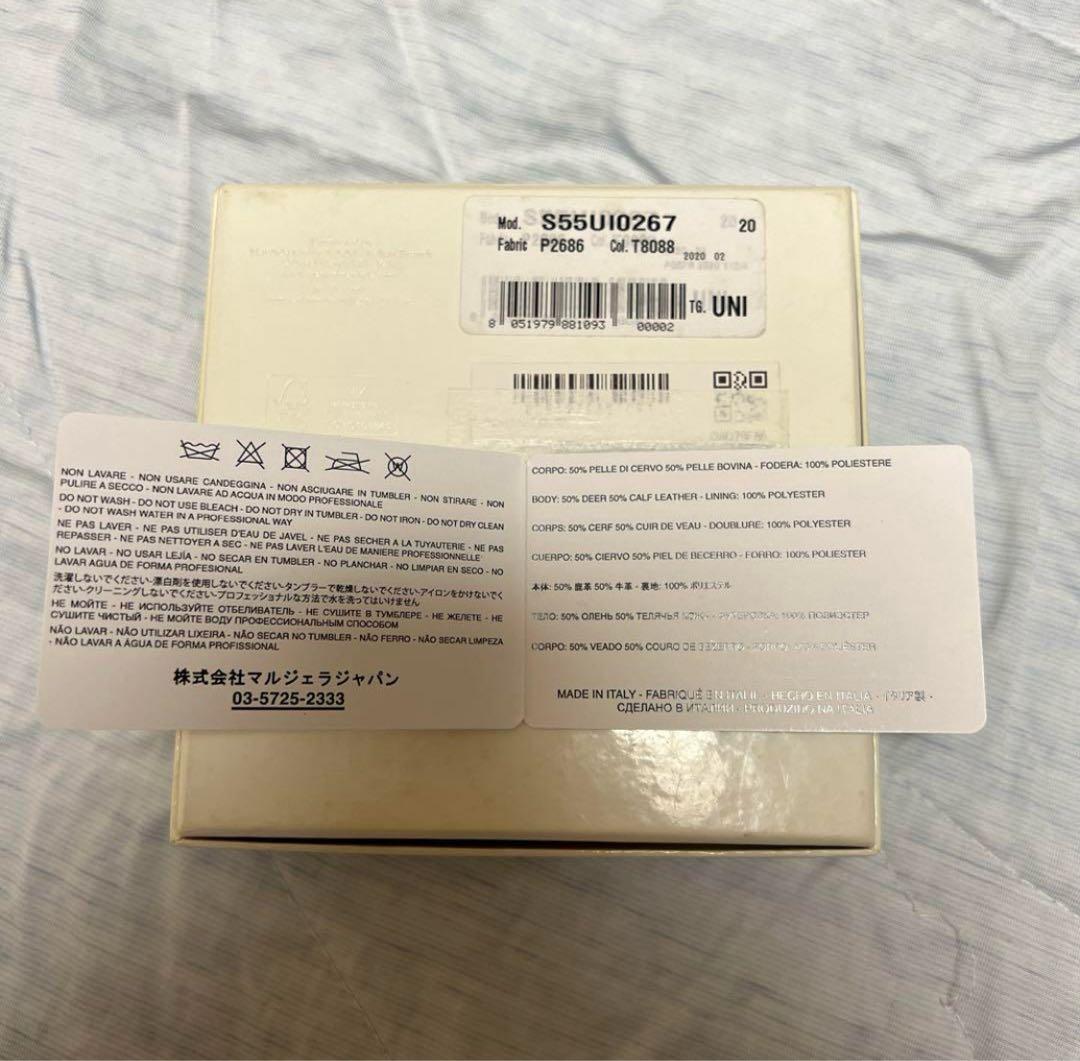 Mod. S55UI0267 20
Fabric P2686 Col. T8088 2020 02
8 051979 881093 00002 TG. UNI
NON LAVARE - NON USARE CANDEGGINA - NON ASCIUGARE IN TUMBLER - NON STIRARE - NON
PULIRE A SECCO - NON LAVARE AD ACQUA IN MODO PROFESSIONALE
DO NOT WASH - DO NOT USE BLEACH - DO NOT DRY IN TUMBLER - DO NOT IRON - DO NOT DRY CLEAN
- DO NOT WASH WATER IN A PROFESSIONAL WAY
NE PAS LAVER - NE PAS UTILISER D'EAU DE JAVEL - NE PAS SECHER A LA TUYAUTERIE - NE PAS
REPASSER - NE PAS NETTOYER A SEC - NE PAS LAVER L'EAU DE MANIERE PROFESSIONNELLE
NO LAVAR - NO USAR LEJÍA - NO SECAR EN TUMBLER - NO PLANCHAR - NO LIMPIAR EN SECO - NO
LAVAR AGUA DE FORMA PROFESIONAL
洗濯しないでください-漂白剤を使用しないでください-タンブラーで乾燥しないでください-アイロンをかけないでく
ださい-クリーニングしないでください-プロフェッショナルな方法で水を洗ってはいけません
НЕ МОЙТЕ - НЕ ИСПОЛЬЗУЙТЕ ОТБЕЛИВАТЕЛЬ - НЕ СУШИТЕ В ТУМБЕЛЕРЕ - НЕ ЖЕЛЕТЕ - НЕ
СУШИТЕ ЧИСТЫЙ - НЕ МОЙТЕ ВОДУ ПРОФЕССИОНАЛЬНЫМ СПОСОБОМ
NÃO LAVAR - NÃO UTILIZAR LIXEIRA - NÃO SECAR NO TUMBLER - NÃO FERRO - NÃO SECAR LIMPEZA
- NÃO LAVAR A ÁGUA DE FORMA PROFISSIONAL
株式会社マルジェラジャパン
03-5725-2333
CORPO: 50% PELLE DI CERVO 50% PELLE BOVINA - FODERA: 100% POLIESTERE
BODY: 50% DEER 50% CALF LEATHER - LINING: 100% POLYESTER
CORPS: 50% CERF 50% CUIR DE VEAU - DOUBLURE: 100% POLYESTER
CUERPO: 50% CIERVO 50% PIEL DE BECERRO - FORRO: 100% POLIESTER
本体: 50% 鹿革 50% 牛革 - 裏地: 100% ポリエステル
ТЕЛО: 50% ОЛЕНЬ 50% ТЕЛЯЧЬЯ 100% ПОЛИЭСТЕР
CORPO: 50% VEADO 50% COURO DE BEZERRO -
MADE IN ITALY - FABRIQUÉ EN ITALIE - HECHO EN ITALIA - イタリア製 -
СДЕЛАНО В ИТАЛИИ - PRODUZINO NA ITALIA